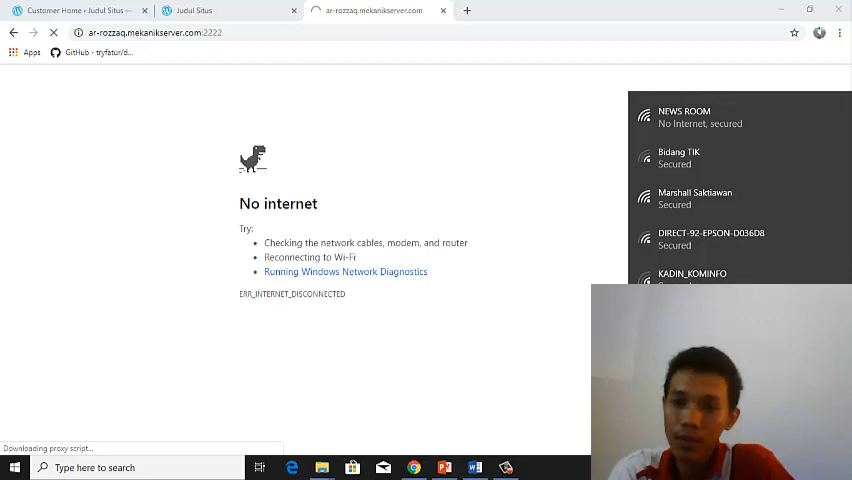 Customer Home ‹ Judul Situs —
Judul Situs
ar-rozzaq.mekanikserver.com
ar-rozzaq.mekanikserver.com:2222
Apps
GitHub - tryfatur/d...
NEWS ROOM
No Internet, secured
Bidang TIK
Secured
Marshall Saktiawan
Secured
DIRECT-92-EPSON-D036D8
Secured
KADIN_KOMINFO
No internet
Try:
• Checking the network cables, modem, and router
• Reconnecting to Wi-Fi
• Running Windows Network Diagnostics
ERR_INTERNET_DISCONNECTED
Downloading proxy script...
Type here to search